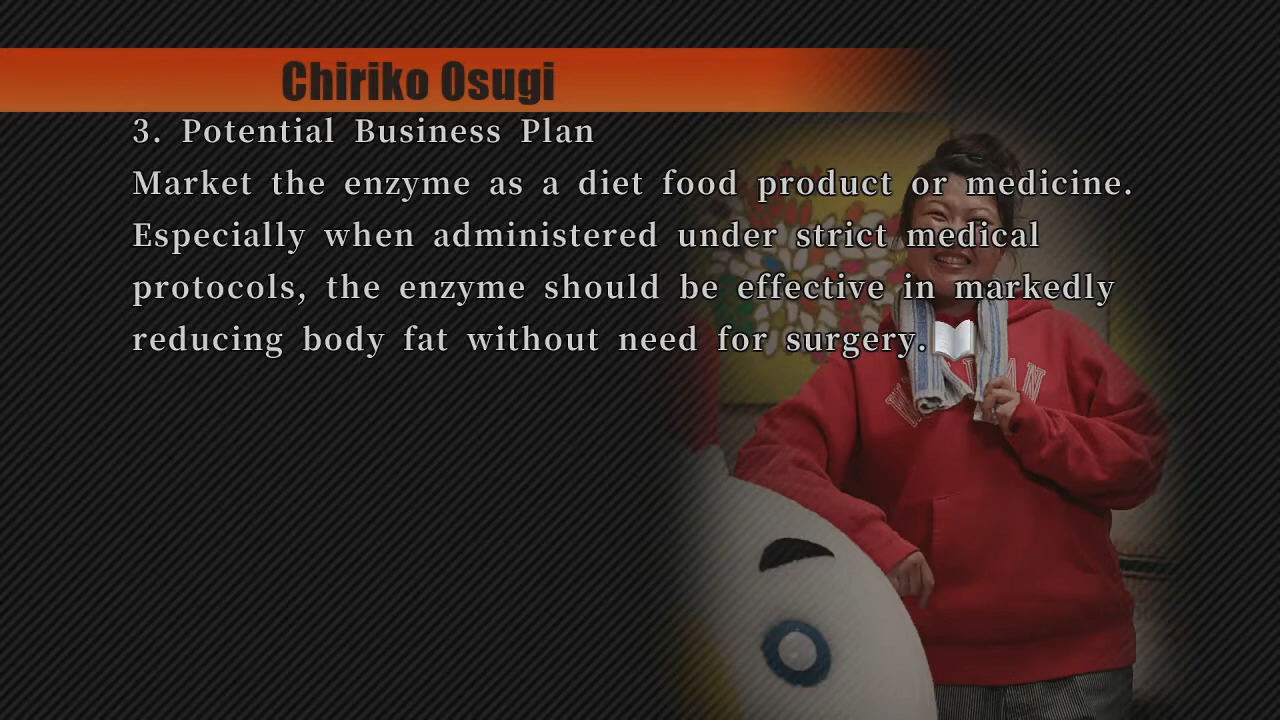 Chiriko Osugi
3. Potential Business Plan
Market the enzyme as a diet food product or medicine.
Especially when administered under strict medical
protocols, the enzyme should be effective in markedly
reducing body fat without need for surgery.